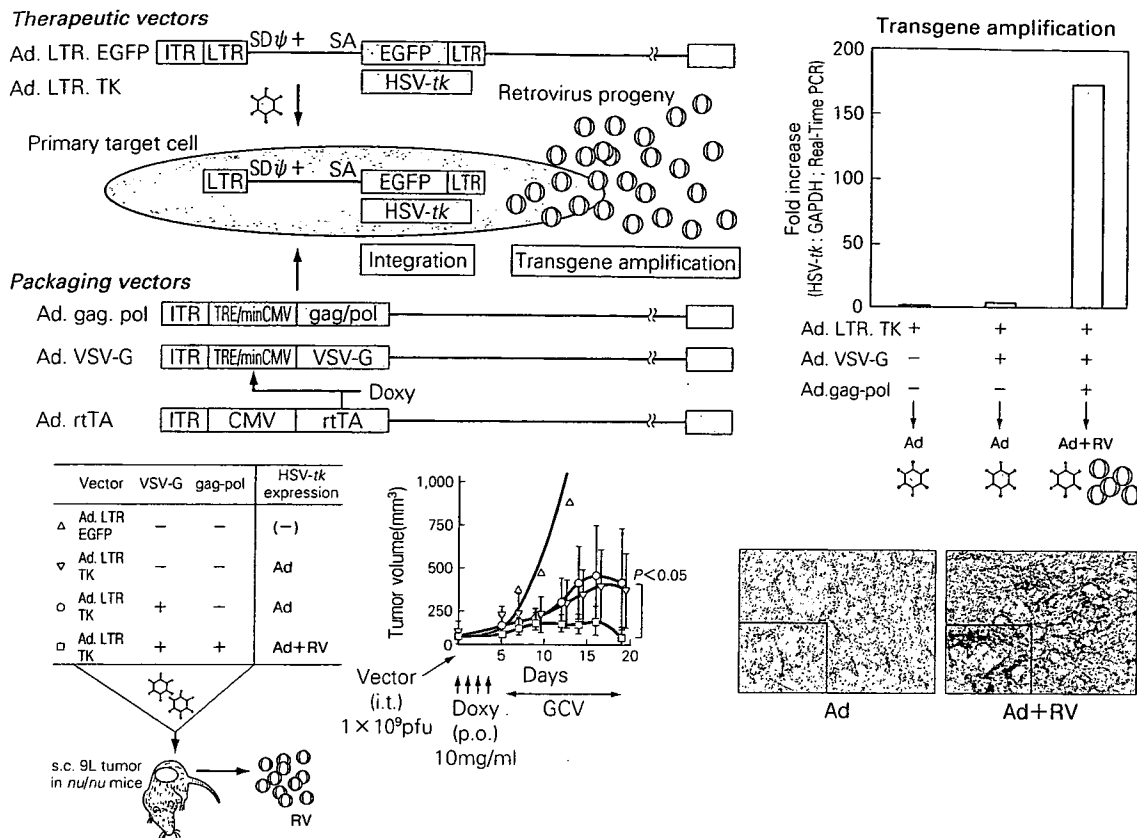 Therapeutic vectors
Ad. LTR. EGFP ITR LTR SDψ+ SA EGFP LTR
Ad. LTR. TK HSV-tk
Retrovirus progeny
Primary target cell
LTR SDψ+ SA EGFP LTR
HSV-tk
Integration Transgene amplification
Packaging vectors
Ad. gag. pol ITR TRE/minCMV gag/pol
Ad. VSV-G ITR TRE/minCMV VSV-G
Doxy
Ad. rtTA ITR CMV rtTA
Transgene amplification
Fold increase
(HSV-tk ; GAPDH ; Real-Time PCR)
200
150
100
50
0
Ad. LTR. TK + + +
Ad. VSV-G − + +
Ad.gag-pol − − +
Ad Ad Ad+RV
Vector VSV-G gag-pol HSV-tk expression
△ Ad. LTR EGFP − − (−)
▽ Ad. LTR TK − − Ad
○ Ad. LTR TK + − Ad
□ Ad. LTR TK + + Ad+RV
s.c. 9L tumor
in nu/nu mice
RV
Tumor volume(mm³)
1,000
750
500
250
0
P<0.05
0 5 10 15 20
Days
Vector
(i.t.)
1×10⁹pfu
Doxy
(p.o.)
10mg/ml
GCV
Ad Ad+RV